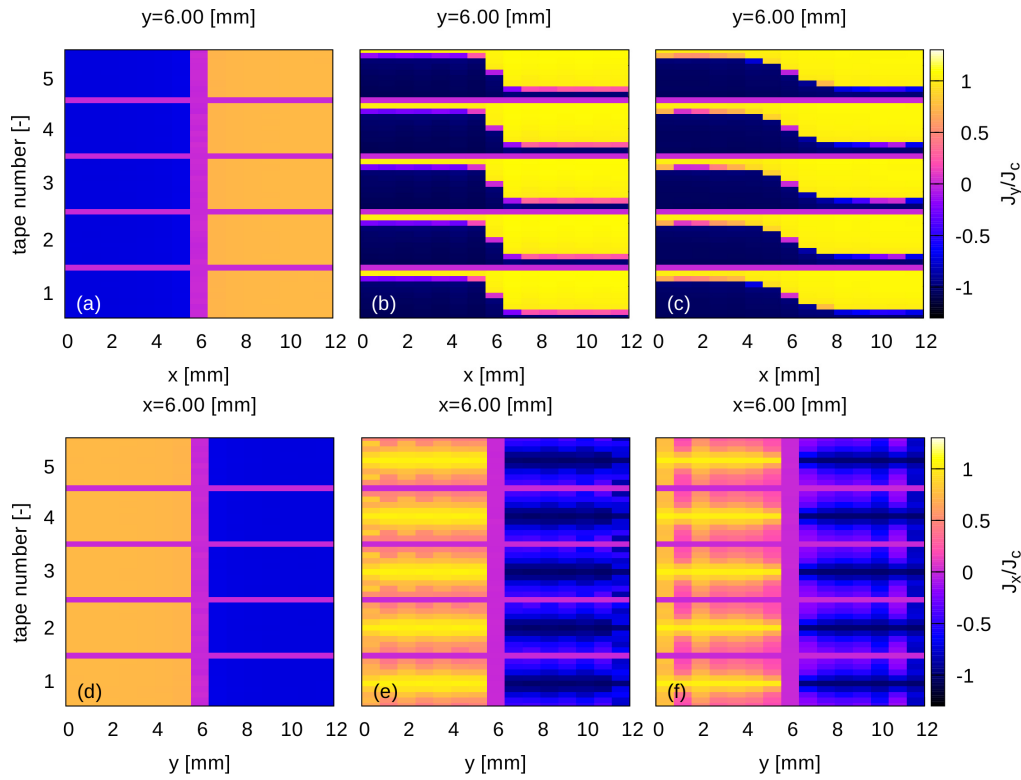 y=6.00 [mm] y=6.00 [mm] y=6.00 [mm]
tape number [-]
5
4
3
2
1
(a) (b) (c)
1
0.5
0
-0.5
-1
Jy/Jc
0 2 4 6 8 10 12 0 2 4 6 8 10 12 0 2 4 6 8 10 12
x [mm] x [mm] x [mm]
x=6.00 [mm] x=6.00 [mm] x=6.00 [mm]
tape number [-]
5
4
3
2
1
(d) (e) (f)
1
0.5
0
-0.5
-1
Jx/Jc
0 2 4 6 8 10 12 0 2 4 6 8 10 12 0 2 4 6 8 10 12
y [mm] y [mm] y [mm]